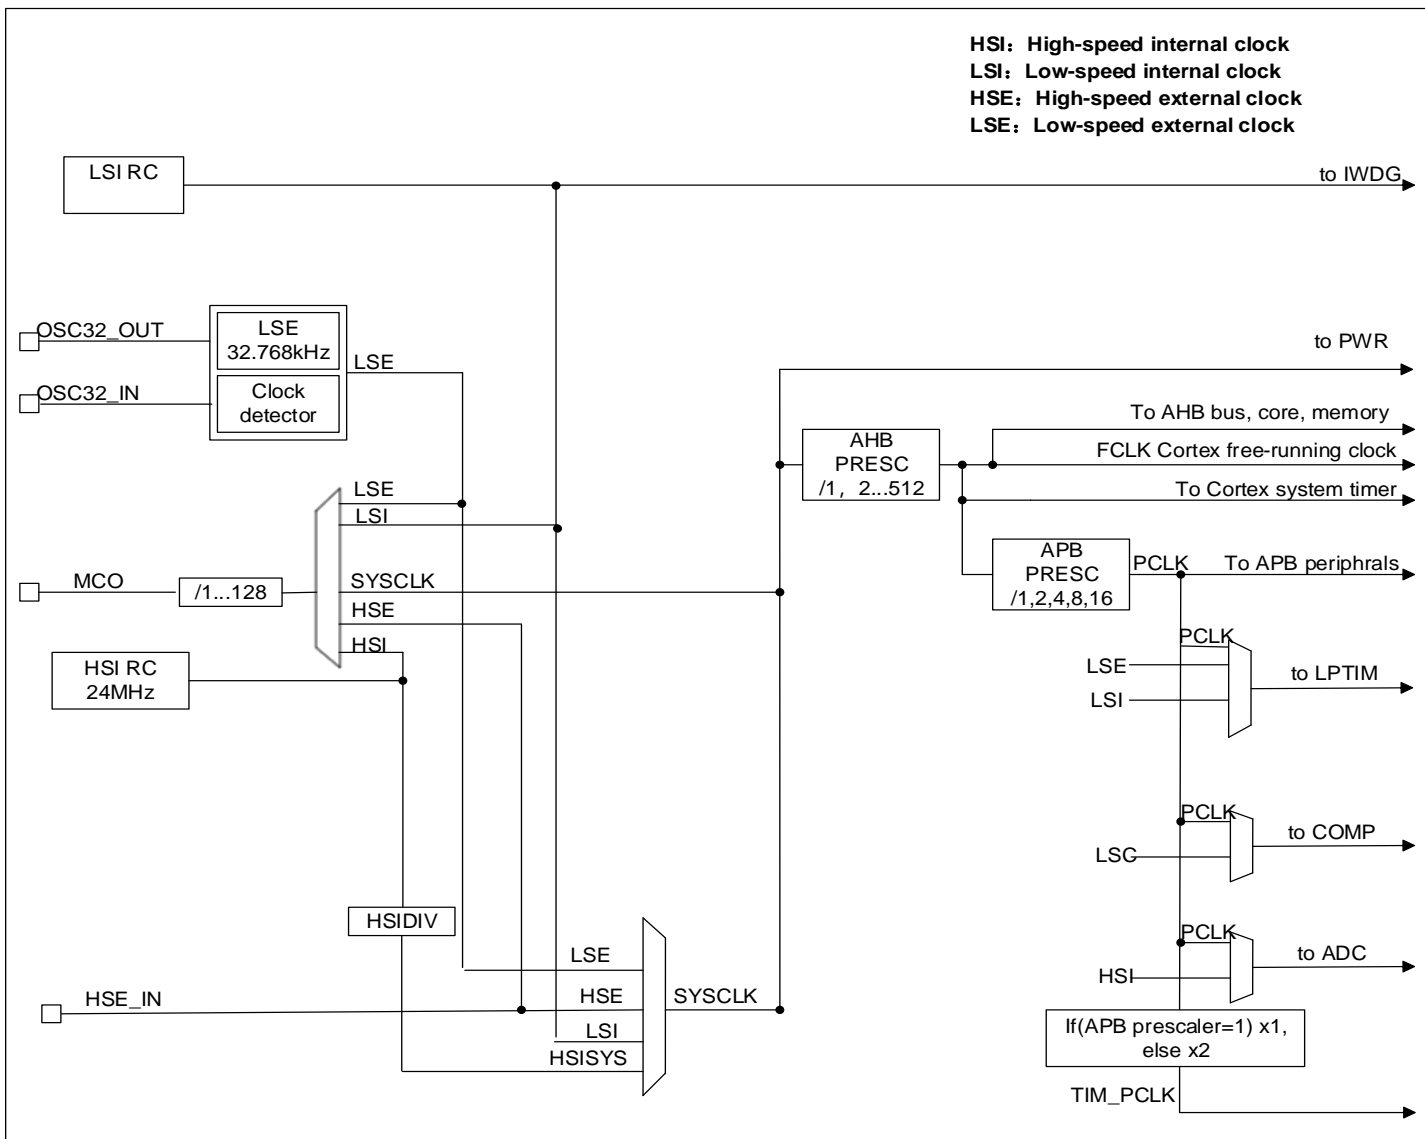 HSI：High-speed internal clock
LSI：Low-speed internal clock
HSE：High-speed external clock
LSE：Low-speed external clock
LSI RC
to IWDG
OSC32_OUT
LSE
32.768kHz
LSE
to PWR
OSC32_IN
Clock
detector
To AHB bus, core, memory
AHB
PRESC
/1，2...512
FCLK Cortex free-running clock
To Cortex system timer
LSE
LSI
APB
PRESC
/1,2,4,8,16
PCLK
To APB periphrals
MCO
/1...128
SYSCLK
HSE
HSI
HSI RC
24MHz
PCLK
LSE
LSI
to LPTIM
PCLK
LSC
to COMP
HSIDIV
PCLK
HSI
to ADC
LSE
HSE_IN
HSE
SYSCLK
LSI
HSISYS
If(APB prescaler=1) x1,
else x2
TIM_PCLK